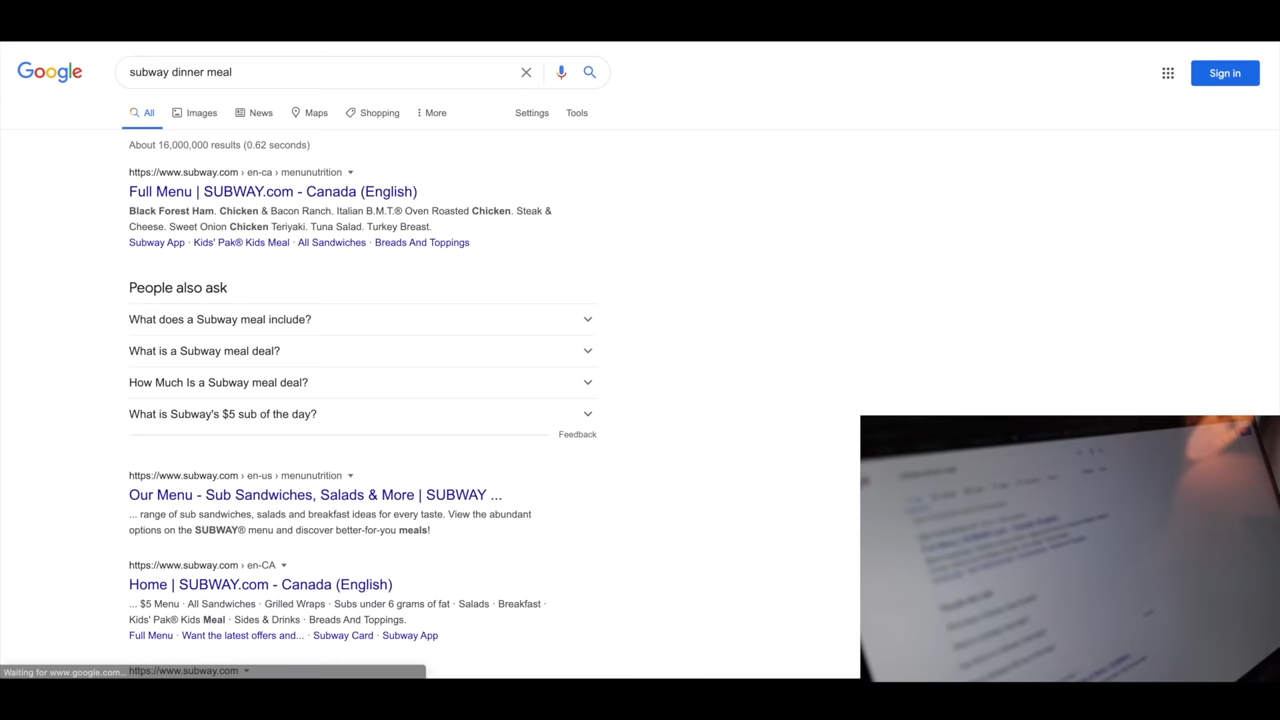 Google
subway dinner meal
Sign in
All Images News Maps Shopping More Settings Tools
About 16,000,000 results (0.62 seconds)
https://www.subway.com › en-ca › menunutrition
Full Menu | SUBWAY.com - Canada (English)
Black Forest Ham. Chicken & Bacon Ranch. Italian B.M.T.® Oven Roasted Chicken. Steak &
Cheese. Sweet Onion Chicken Teriyaki. Tuna Salad. Turkey Breast.
Subway App · Kids' Pak® Kids Meal · All Sandwiches · Breads And Toppings
People also ask
What does a Subway meal include?
What is a Subway meal deal?
How Much Is a Subway meal deal?
What is Subway's $5 sub of the day?
Feedback
https://www.subway.com › en-us › menunutrition
Our Menu - Sub Sandwiches, Salads & More | SUBWAY ...
... range of sub sandwiches, salads and breakfast ideas for every taste. View the abundant
options on the SUBWAY® menu and discover better-for-you meals!
https://www.subway.com › en-CA
Home | SUBWAY.com - Canada (English)
... $5 Menu · All Sandwiches · Grilled Wraps · Subs under 6 grams of fat · Salads · Breakfast ·
Kids' Pak® Kids Meal · Sides & Drinks · Breads And Toppings.
Full Menu · Want the latest offers and... · Subway Card · Subway App
https://www.subway.com
Waiting for www.google.com...